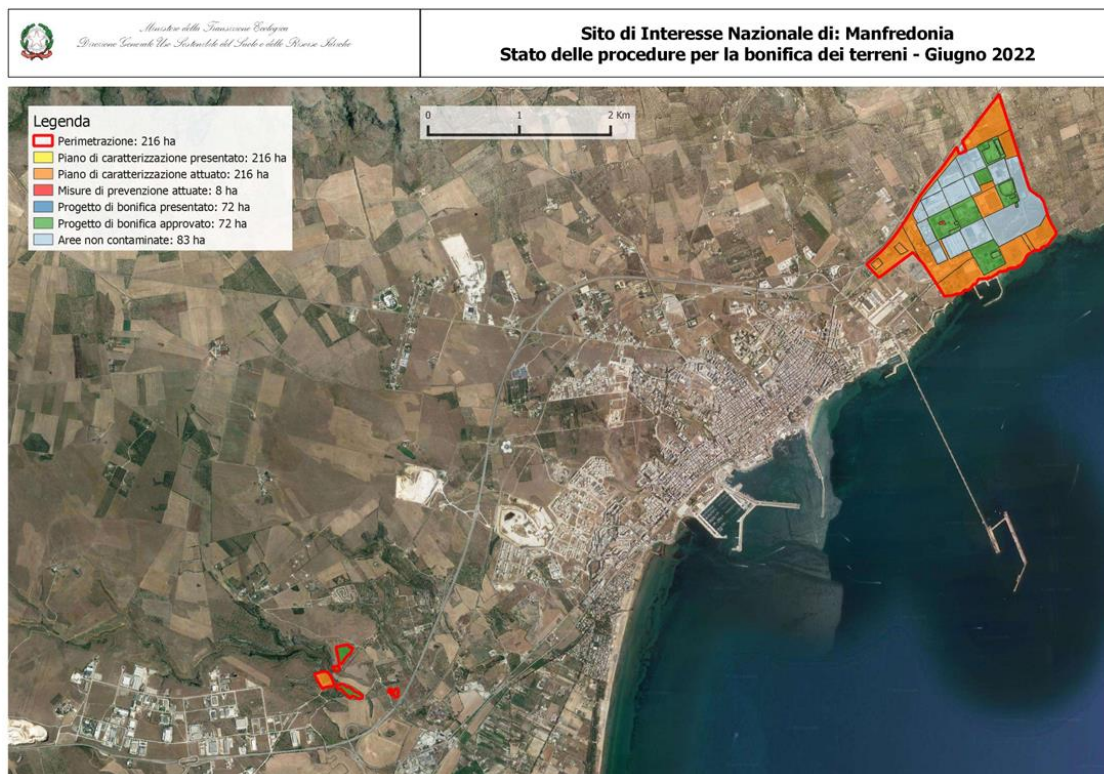 Ministero della Transizione Ecologica
Direzione Generale Uso Sostenibile del Suolo e delle Risorse Idriche
Sito di Interesse Nazionale di: Manfredonia
Stato delle procedure per la bonifica dei terreni - Giugno 2022
Legenda
Perimetrazione: 216 ha
Piano di caratterizzazione presentato: 216 ha
Piano di caratterizzazione attuato: 216 ha
Misure di prevenzione attuate: 8 ha
Progetto di bonifica presentato: 72 ha
Progetto di bonifica approvato: 72 ha
Aree non contaminate: 83 ha
0 1 2 Km